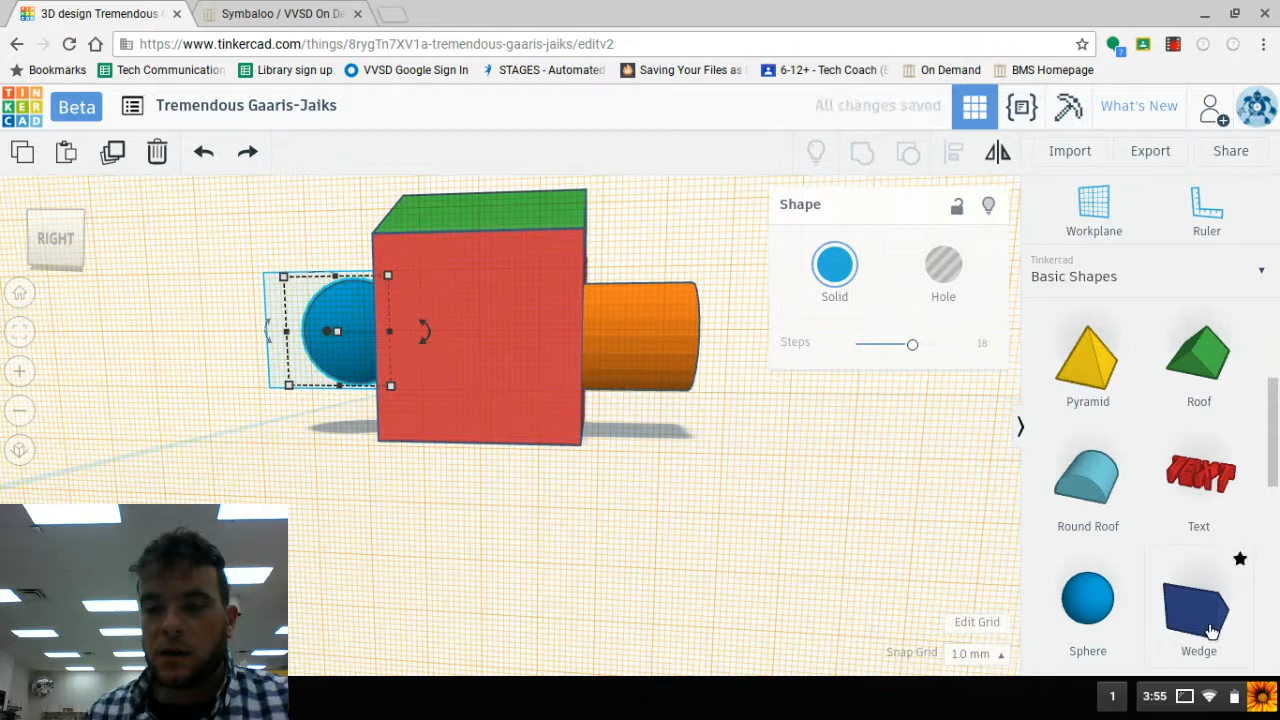 3D design Tremendous
Symbaloo / VVSD On De
https://www.tinkercad.com/things/8rygTn7XV1a-tremendous-gaaris-jaiks/editv2
Bookmarks
Tech Communication
Library sign up
VVSD Google Sign In
STAGES - Automated
Saving Your Files as
6-12+ - Tech Coach (E
On Demand
BMS Homepage
TIN
KER
CAD
Beta
Tremendous Gaaris-Jaiks
All changes saved
What's New
Import
Export
Share
RIGHT
Shape
Solid
Hole
Steps
18
Workplane
Ruler
Tinkercad
Basic Shapes
Pyramid
Roof
TEXT
Round Roof
Text
Sphere
Wedge
Edit Grid
Snap Grid
1.0 mm
1
3:55